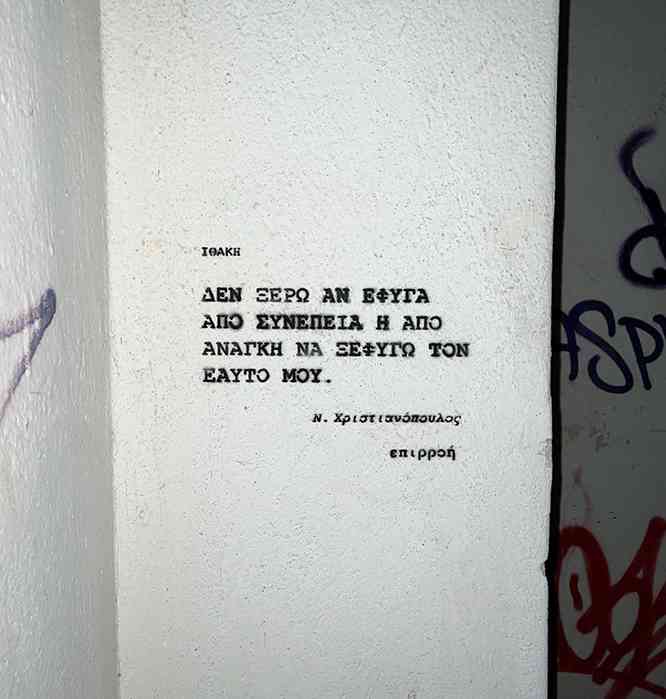 ΙΘΑΚΗ
ΔΕΝ ΞΕΡΩ ΑΝ ΕΦΥΓΑ
ΑΠΟ ΣΥΝΕΠΕΙΑ Η ΑΠΟ
ΑΝΑΓΚΗ ΝΑ ΞΕΦΥΓΩ ΤΟΝ
ΕΑΥΤΟ ΜΟΥ.
Ν. Χριστιανόπουλος
επιρροή